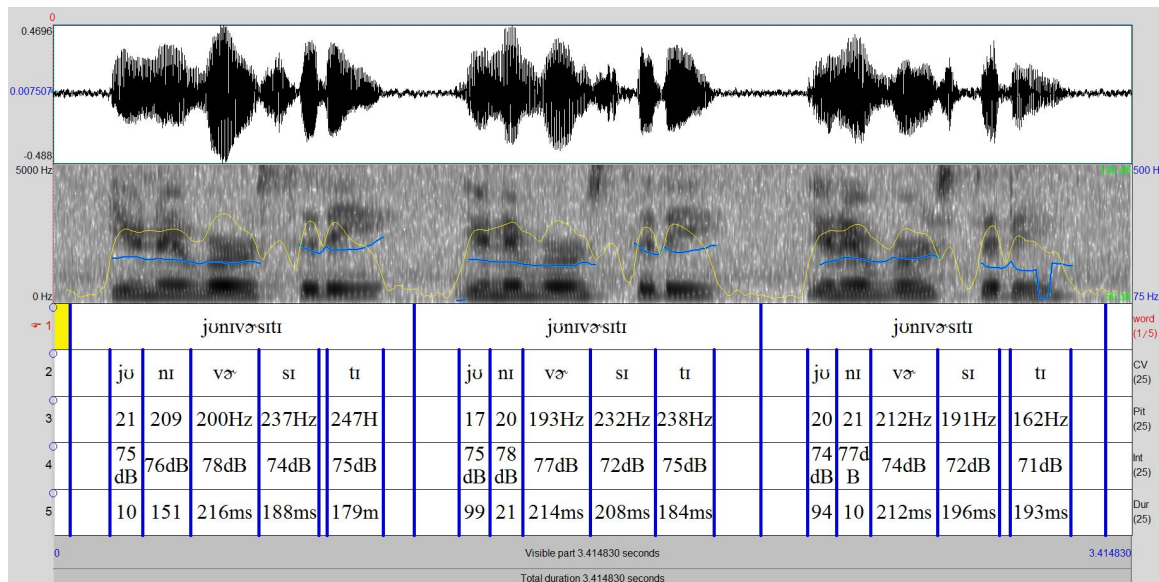 0
0.4696
0.007507
-0.488
5000 Hz 500 H
0 Hz 75 Hz
☞ 1 jʊnɪvɚsɪtɪ jʊnɪvɚsɪtɪ jʊnɪvɚsɪtɪ word (1/5)
2 jʊ nɪ vɚ sɪ tɪ jʊ nɪ vɚ sɪ tɪ jʊ nɪ vɚ sɪ tɪ CV (25)
3 21 209 200Hz 237Hz 247H 17 20 193Hz 232Hz 238Hz 20 21 212Hz 191Hz 162Hz Pit (25)
4 75 dB 76dB 78dB 74dB 75dB 75 dB 78 dB 77dB 72dB 75dB 74 dB 77d B 74dB 72dB 71dB Int (25)
5 10 151 216ms 188ms 179m 99 21 214ms 208ms 184ms 94 10 212ms 196ms 193ms Dur (25)
0 Visible part 3.414830 seconds 3.414830
Total duration 3.414830 seconds